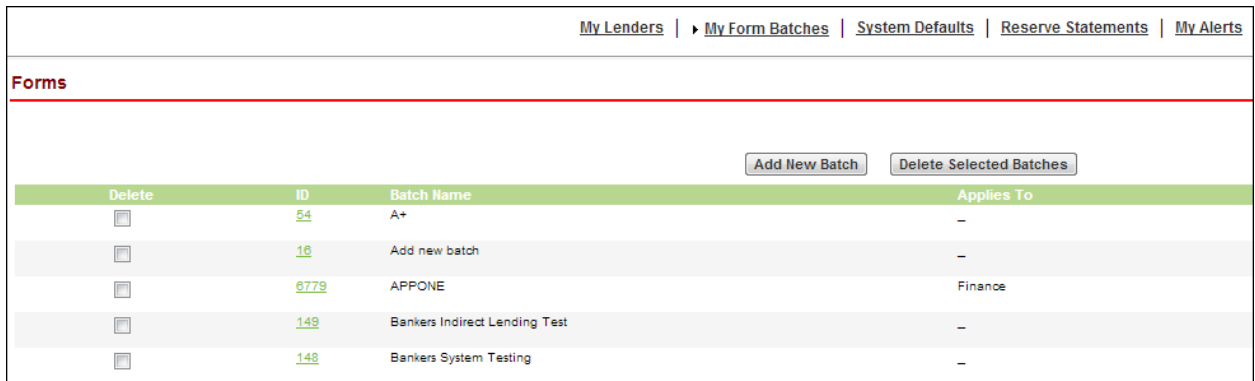 My Lenders | My Form Batches | System Defaults | Reserve Statements | My Alerts
Forms
Add New Batch Delete Selected Batches
Delete ID Batch Name Applies To
54 A+ –
16 Add new batch –
6779 APPONE Finance
149 Bankers Indirect Lending Test –
148 Bankers System Testing –